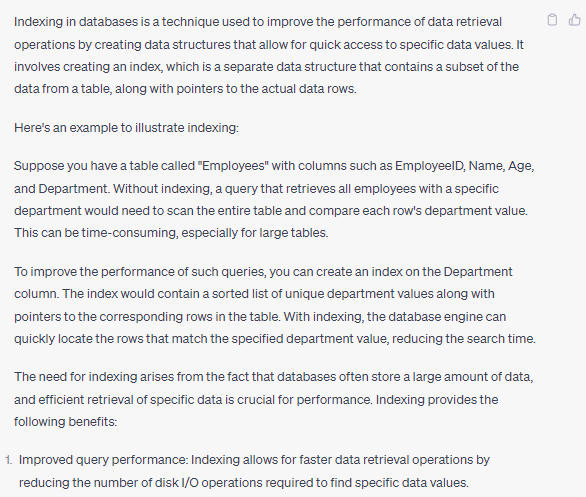 Indexing in databases is a technique used to improve the performance of data retrieval
operations by creating data structures that allow for quick access to specific data values. It
involves creating an index, which is a separate data structure that contains a subset of the
data from a table, along with pointers to the actual data rows.
Here's an example to illustrate indexing:
Suppose you have a table called "Employees" with columns such as EmployeeID, Name, Age,
and Department. Without indexing, a query that retrieves all employees with a specific
department would need to scan the entire table and compare each row's department value.
This can be time-consuming, especially for large tables.
To improve the performance of such queries, you can create an index on the Department
column. The index would contain a sorted list of unique department values along with
pointers to the corresponding rows in the table. With indexing, the database engine can
quickly locate the rows that match the specified department value, reducing the search time.
The need for indexing arises from the fact that databases often store a large amount of data,
and efficient retrieval of specific data is crucial for performance. Indexing provides the
following benefits:
1. Improved query performance: Indexing allows for faster data retrieval operations by
reducing the number of disk I/O operations required to find specific data values.